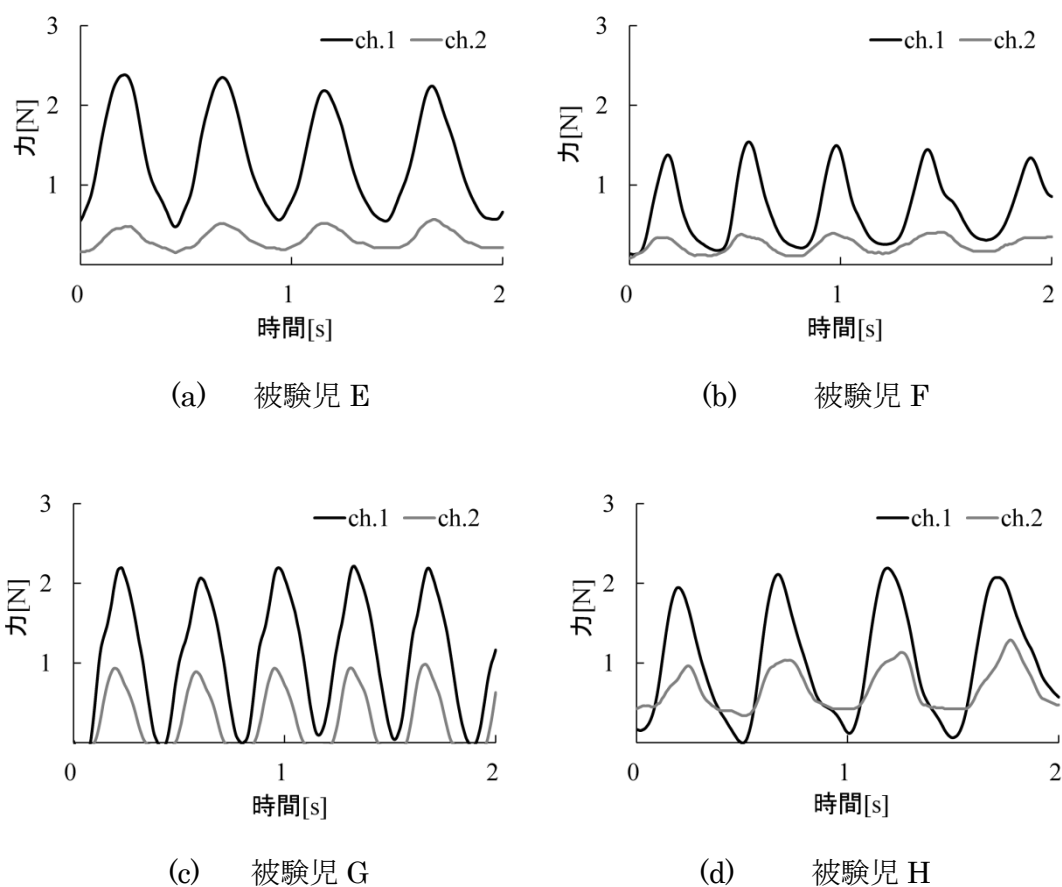 3
ch.1 ch.2
2
力[N]
1
0 1 2
時間[s]
(a) 被験児 E
3
ch.1 ch.2
2
力[N]
1
0 1 2
時間[s]
(b) 被験児 F
3
ch.1 ch.2
2
力[N]
1
0 1 2
時間[s]
(c) 被験児 G
3
ch.1 ch.2
2
力[N]
1
0 1 2
時間[s]
(d) 被験児 H